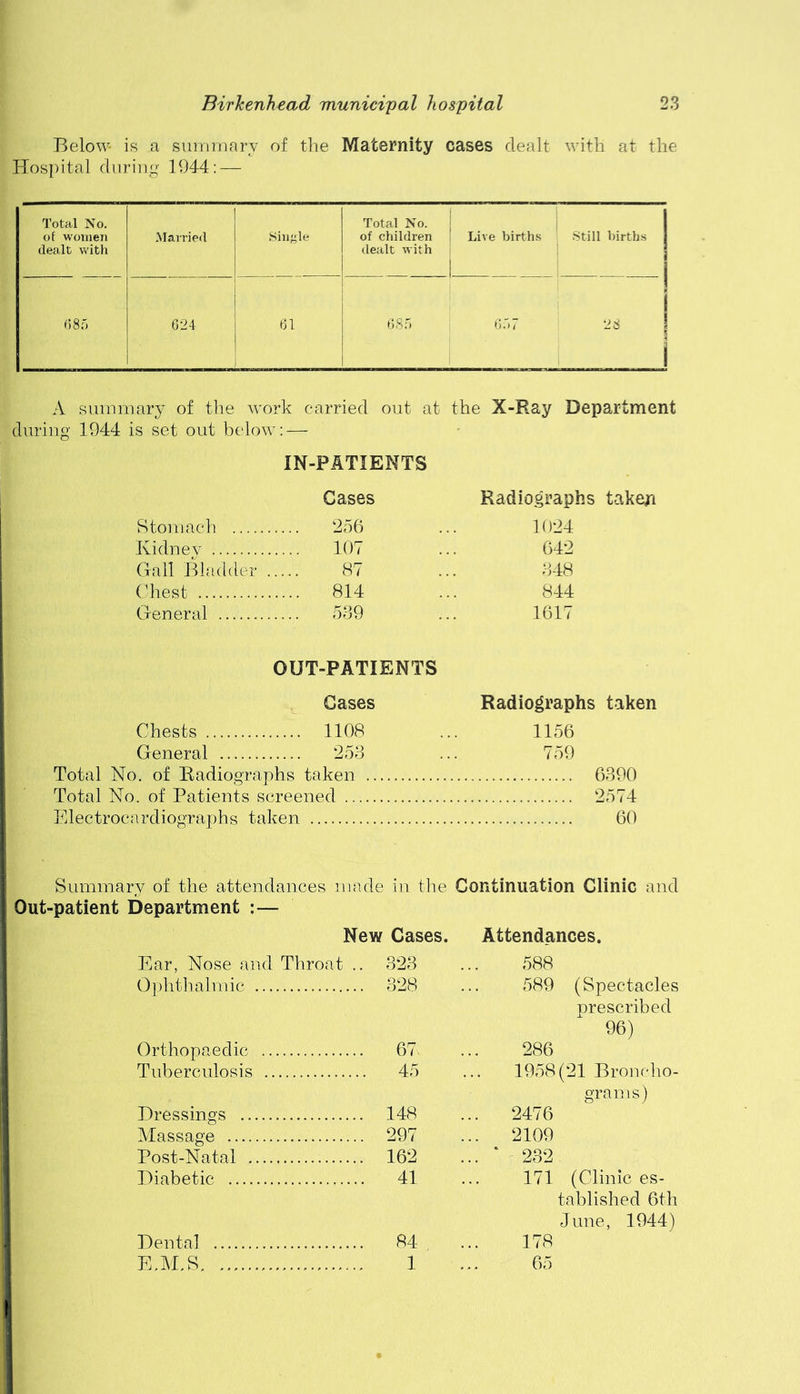 Birkenhead municipal hospital 23
Below is a summary of the Maternity cases dealt with at the
Hospital during 1944:—
Total No. of women dealt with | Married | Single | Total No. of children dealt with | Live births | Still births
685 | 624 | 61 | 685 | 657 | 28
A summary of the work carried out at the X-Ray Department
during 1944 is set out below:—
IN-PATIENTS
Cases Radiographs taken
Stomach .......... 256 ... 1024
Kidney ............ 107 ... 642
Gall Bladder ..... 87 ... 348
Chest ............... 814 ... 844
General ............ 539 ... 1617
OUT-PATIENTS
Cases Radiographs taken
Chests ............... 1108 ... 1156
General ............ 253 ... 759
Total No. of Radiographs taken .............................. 6390
Total No. of Patients screened .............................. 2574
Electrocardiographs taken .............................. 60
Summary of the attendances made in the Continuation Clinic and
Out-patient Department :—
New Cases. Attendances.
Ear, Nose and Throat .. 323 ... 588
Ophthalmic ............... 328 ... 589 (Spectacles
prescribed
96)
Orthopaedic ............... 67 ... 286
Tuberculosis ............... 45 ... 1958 (21 Broncho-
grams)
Dressings .................. 148 ... 2476
Massage .................. 297 ... 2109
Post-Natal .................. 162 ... 232
Diabetic .................. 41 ... 171 (Clinic es-
tablished 6th
June, 1944)
Dental ..................... 84 ... 178
E.M.S. ..................... 1 ... 65